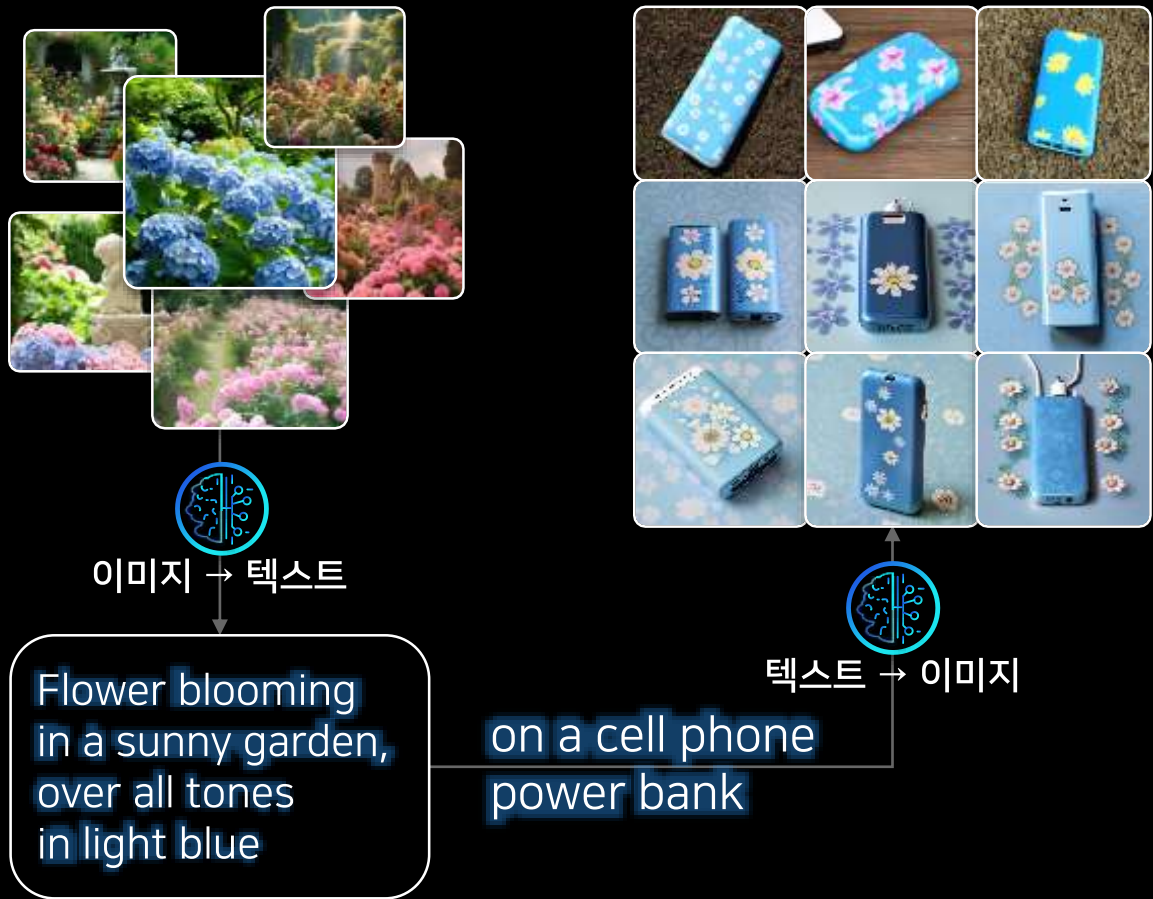 이미지 → 텍스트
Flower blooming
in a sunny garden,
over all tones
in light blue
on a cell phone
power bank
텍스트 → 이미지